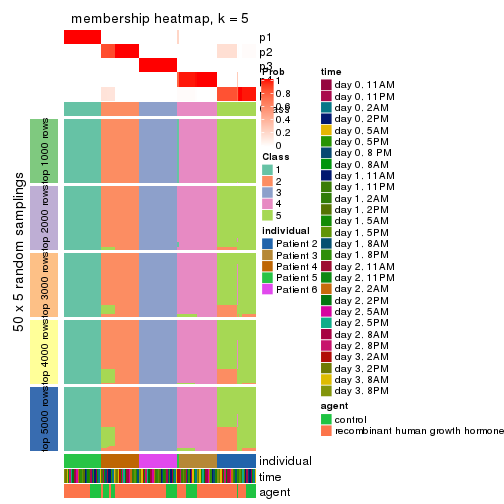 membership heatmap, k = 5
p1
p2
p3
p4
Prob
1
0.8
0.6
0.4
0.2
0
Class
1
2
3
4
5
individual
Patient 2
Patient 3
Patient 4
Patient 5
Patient 6
time
day 0. 11AM
day 0. 11PM
day 0. 2AM
day 0. 2PM
day 0. 5AM
day 0. 5PM
day 0. 8 PM
day 0. 8AM
day 1. 11AM
day 1. 11PM
day 1. 2AM
day 1. 2PM
day 1. 5AM
day 1. 5PM
day 1. 8AM
day 1. 8PM
day 2. 11AM
day 2. 11PM
day 2. 2AM
day 2. 2PM
day 2. 5AM
day 2. 5PM
day 2. 8AM
day 2. 8PM
day 3. 2AM
day 3. 2PM
day 3. 8AM
day 3. 8PM
agent
control
recombinant human growth hormone
50 x 5 random samplings
top 1000 rows
top 2000 rows
top 3000 rows
top 4000 rows
top 5000 rows
individual
time
agent